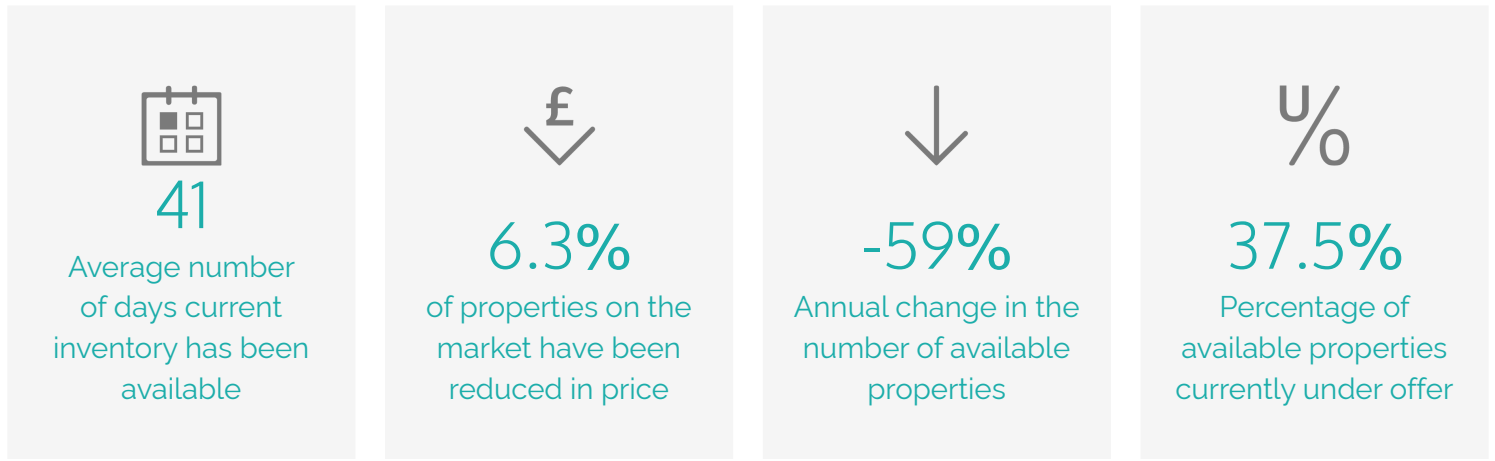 41
Average number
of days current
inventory has been
available
£
6.3%
of properties on the
market have been
reduced in price
-59%
Annual change in the
number of available
properties
U%
37.5%
Percentage of
available properties
currently under offer